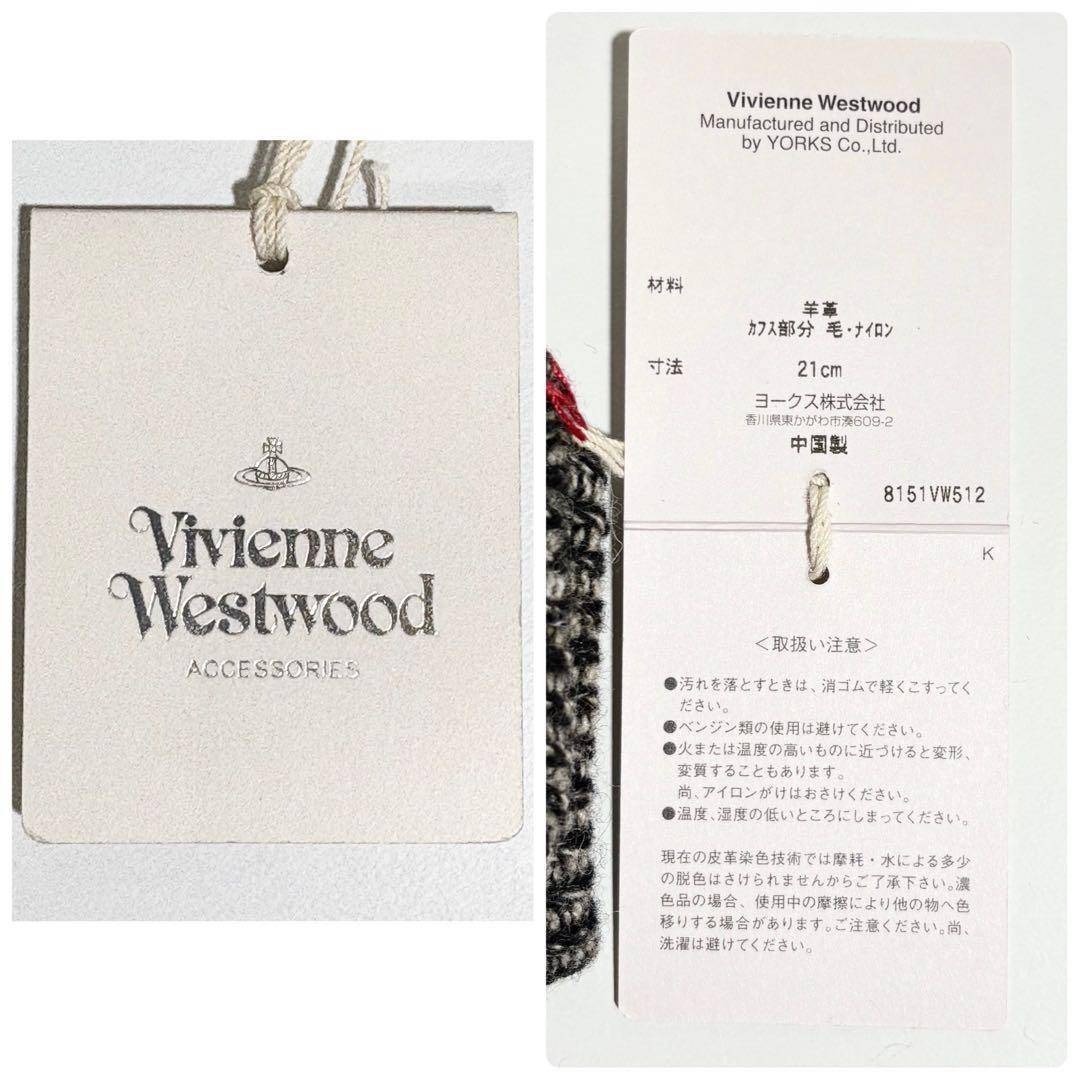 Vivienne
Westwood
ACCESSORIES
Vivienne Westwood
Manufactured and Distributed
by YORKS Co.,Ltd.
材料
羊革
カフス部分 毛・ナイロン
寸法 21cm
ヨークス株式会社
香川県東かがわ市湊609-2
中国製
8151VW512
K
＜取扱い注意＞
●汚れを落とすときは、消ゴムで軽くこすってく
ださい。
●ベンジン類の使用は避けてください。
●火または温度の高いものに近づけると変形、
変質することもあります。
尚、アイロンがけはおさけください。
●温度、湿度の低いところにしまってください。
現在の皮革染色技術では摩耗・水による多少
の脱色はさけられませんからご了承下さい。濃
色品の場合、使用中の摩擦により他の物へ色
移りする場合があります。ご注意ください。尚、
洗濯は避けてください。